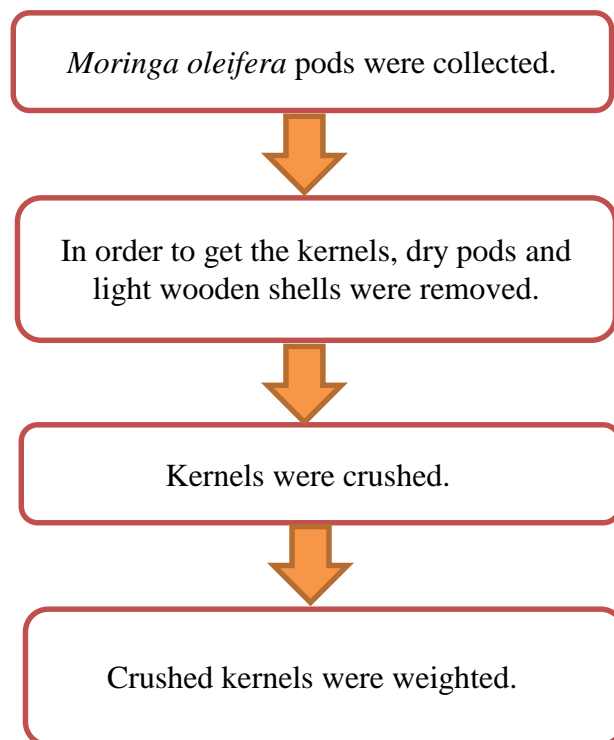 Moringa oleifera pods were collected.
In order to get the kernels, dry pods and
light wooden shells were removed.
Kernels were crushed.
Crushed kernels were weighted.